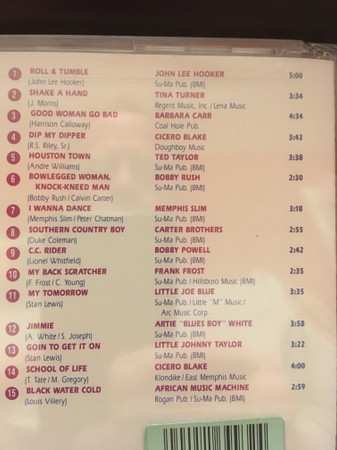 1 ROLL & TUMBLE JOHN LEE HOOKER 5:00
(John Lee Hooker) Su-Ma Pub. (BMI)
2 SHAKE A HAND TINA TURNER 3:34
(J. Morris) Regent Music, Inc. / Lena Music
3 GOOD WOMAN GO BAD BARBARA CARR 4:34
(Harrison Calloway) Coal Hole Pub.
4 DIP MY DIPPER CICERO BLAKE 3:42
(R.S. Riley, Sr.) Doughboy Music
5 HOUSTON TOWN TED TAYLOR 3:38
(Andre Williams) Su-Ma Pub. (BMI)
6 BOWLEGGED WOMAN, BOBBY RUSH 2:30
KNOCK-KNEED MAN Su-Ma Pub. (BMI)
(Bobby Rush / Calvin Carter)
7 I WANNA DANCE MEMPHIS SLIM 3:18
(Memphis Slim / Peter Chatman) Su-Ma Pub. (BMI)
8 SOUTHERN COUNTRY BOY CARTER BROTHERS 2:55
(Duke Coleman) Su-Ma Pub. (BMI)
9 C.C. RIDER BOBBY POWELL 2:42
(Lionel Whitfield) Su-Ma Pub. (BMI)
10 MY BACK SCRATCHER FRANK FROST 2:35
(F. Frost / C. Young) Su-Ma Pub. / Hillsboro Music (BMI)
11 MY TOMORROW LITTLE JOE BLUE 3:35
(Stan Lewis) Su-Ma Pub. / Little "M" Music /
Arc Music Corp.
12 JIMMIE ARTIE "BLUES BOY" WHITE 3:58
(A. White / S. Joseph) Su-Ma Pub. (BMI)
13 GOIN TO GET IT ON LITTLE JOHNNY TAYLOR 3:22
(Stan Lewis) Su-Ma Pub. (BMI)
14 SCHOOL OF LIFE CICERO BLAKE 4:00
(T. Tate / M. Gregory) Klondike / East Memphis Music
15 BLACK WATER COLD AFRICAN MUSIC MACHINE 2:59
(Louis Villery) Rogan Pub. / Su-Ma Pub. (BMI)